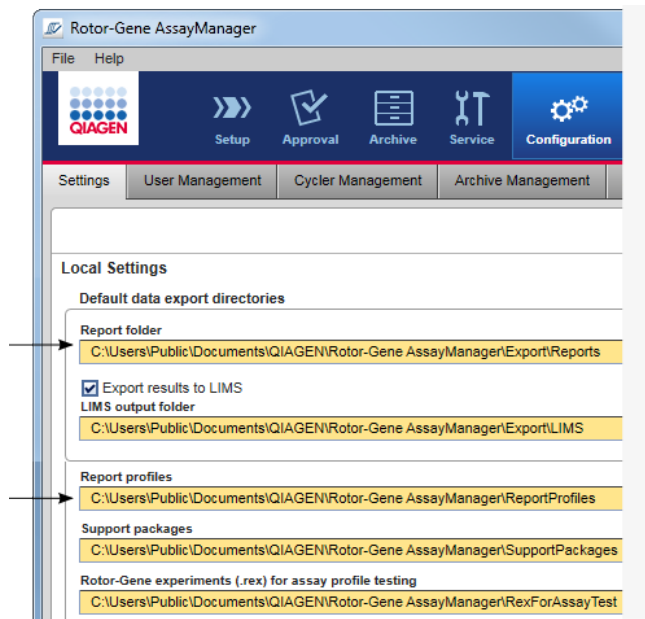 Rotor-Gene AssayManager
File Help
QIAGEN
Setup Approval Archive Service Configuration
Settings User Management Cycler Management Archive Management
Local Settings
Default data export directories
Report folder
C:\Users\Public\Documents\QIAGEN\Rotor-Gene AssayManager\Export\Reports
Export results to LIMS
LIMS output folder
C:\Users\Public\Documents\QIAGEN\Rotor-Gene AssayManager\Export\LIMS
Report profiles
C:\Users\Public\Documents\QIAGEN\Rotor-Gene AssayManager\ReportProfiles
Support packages
C:\Users\Public\Documents\QIAGEN\Rotor-Gene AssayManager\SupportPackages
Rotor-Gene experiments (.rex) for assay profile testing
C:\Users\Public\Documents\QIAGEN\Rotor-Gene AssayManager\RexForAssayTest